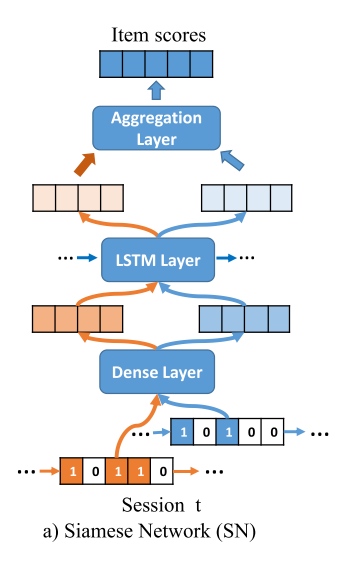 Item scores
Aggregation
Layer
... LSTM Layer ...
Dense Layer
... 1 0 1 0 0 ...
... 1 0 1 1 0 ...
Session t
a) Siamese Network (SN)